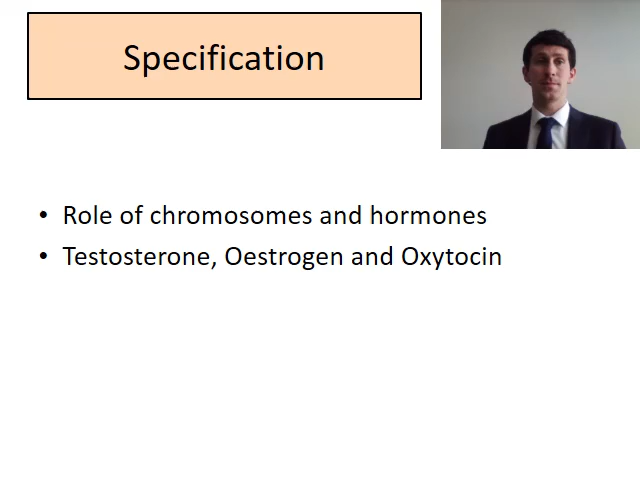 Specification
• Role of chromosomes and hormones
• Testosterone, Oestrogen and Oxytocin